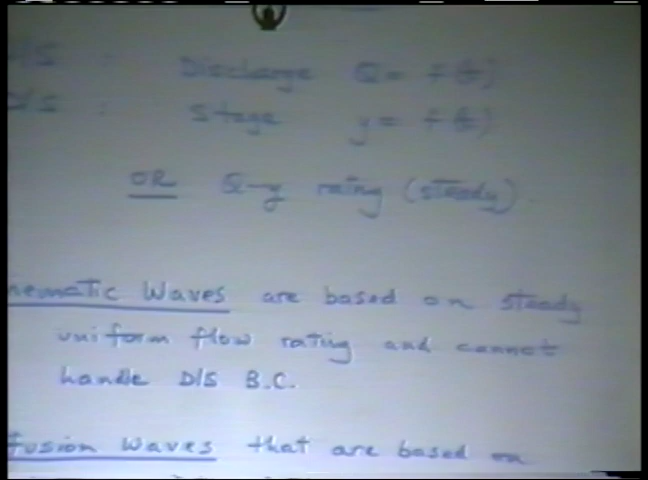 U/S : Discharge Q = f(t)
D/S : Stage y = f(t)
OR Q-y rating (steady)
nematic Waves are based on steady
uniform flow rating and cannot
handle D/S B.C.
fusion Waves that are based on